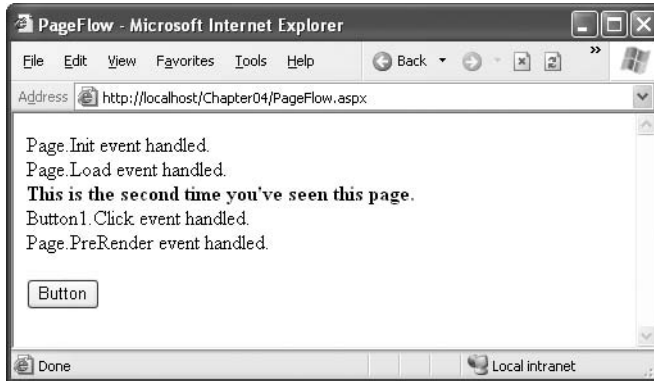 PageFlow - Microsoft Internet Explorer
File Edit View Favorites Tools Help Back »
Address http://localhost/Chapter04/PageFlow.aspx
Page.Init event handled.
Page.Load event handled.
This is the second time you've seen this page.
Button1.Click event handled.
Page.PreRender event handled.
Button
Done Local intranet